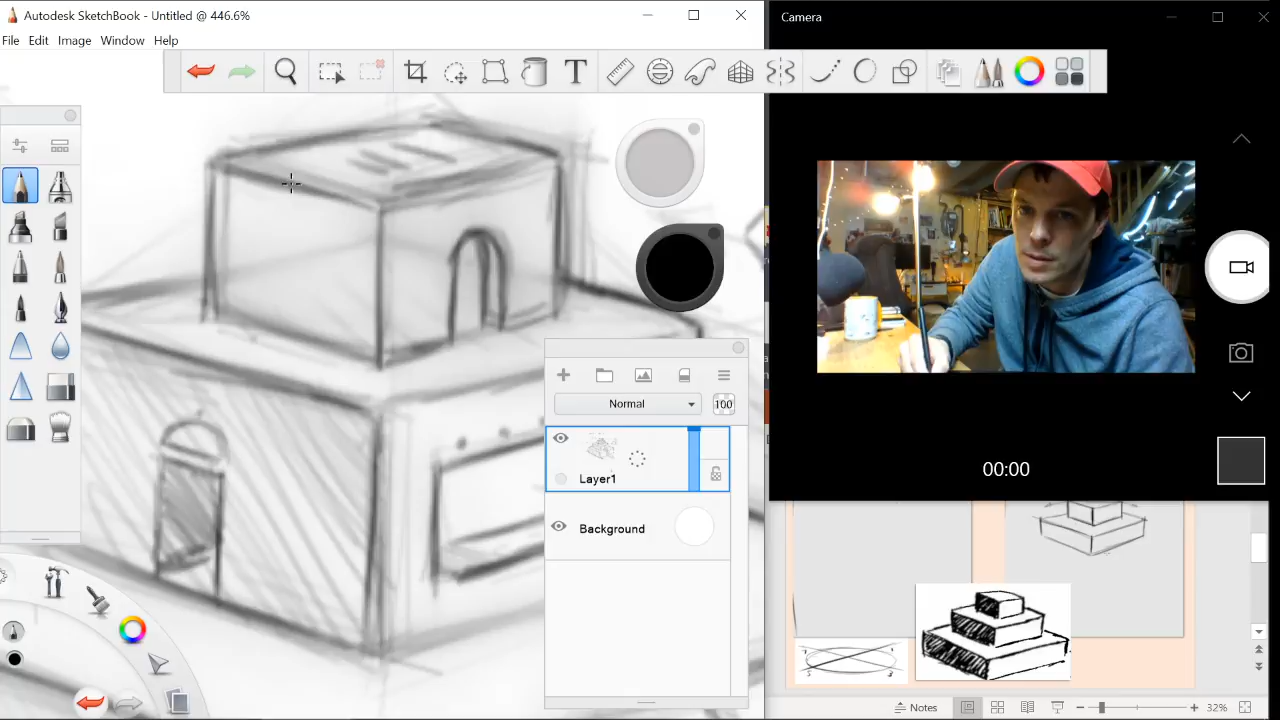 Autodesk SketchBook - Untitled @ 446.6%
File Edit Image Window Help
Camera
Normal
100
Layer1
Background
00:00
Notes
32%